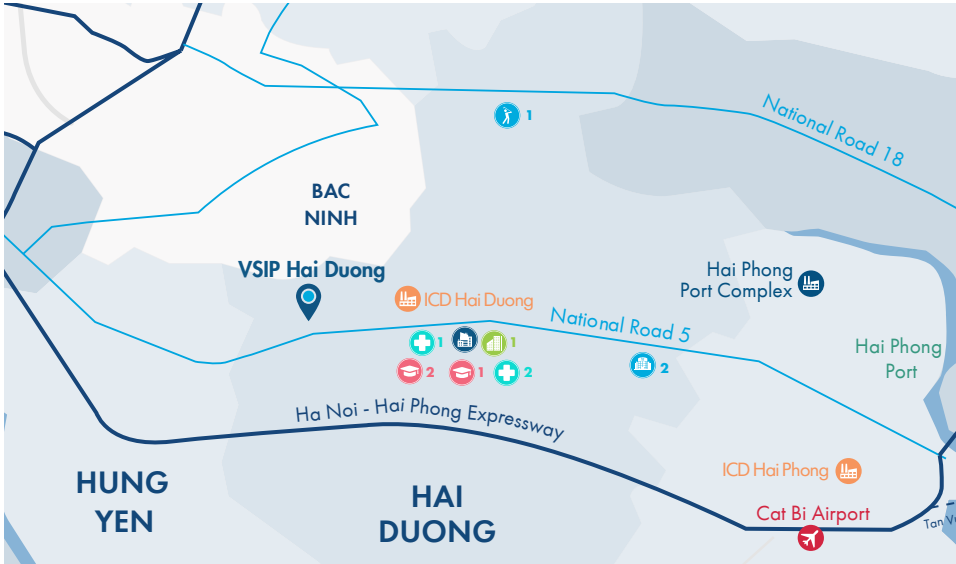 1
National Road 18
BAC
NINH
VSIP Hai Duong
Hai Phong
Port Complex
ICD Hai Duong
National Road 5
1
1
Hai Phong
Port
2
1
2
2
Ha Noi - Hai Phong Expressway
ICD Hai Phong
HUNG
YEN
HAI
DUONG
Cat Bi Airport
Tan